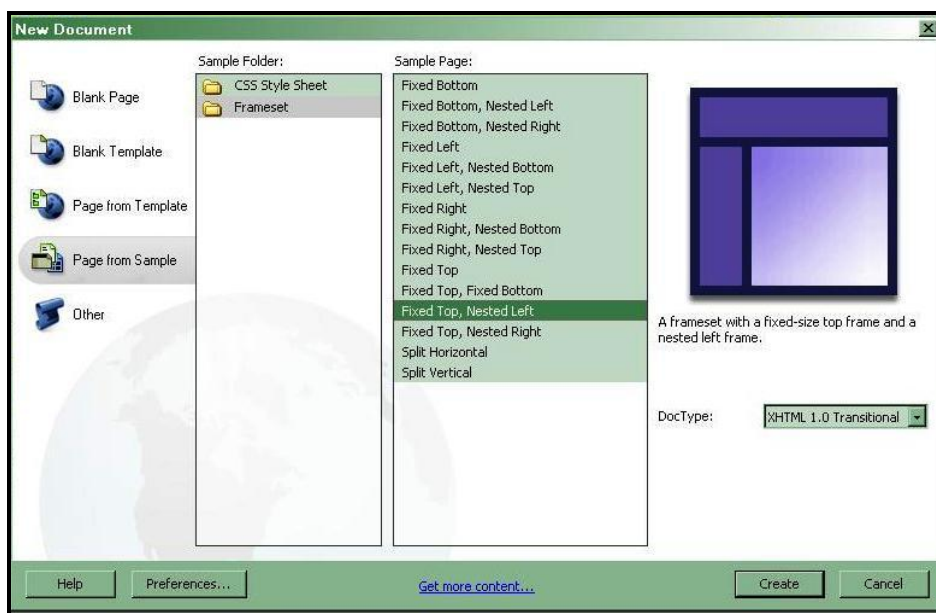 New Document
Blank Page
Blank Template
Page from Template
Page from Sample
Other
Sample Folder:
CSS Style Sheet
Frameset
Sample Page:
Fixed Bottom
Fixed Bottom, Nested Left
Fixed Bottom, Nested Right
Fixed Left
Fixed Left, Nested Bottom
Fixed Left, Nested Top
Fixed Right
Fixed Right, Nested Bottom
Fixed Right, Nested Top
Fixed Top
Fixed Top, Fixed Bottom
Fixed Top, Nested Left
Fixed Top, Nested Right
Split Horizontal
Split Vertical
A frameset with a fixed-size top frame and a
nested left frame.
DocType: XHTML 1.0 Transitional
Help Preferences... Get more content... Create Cancel